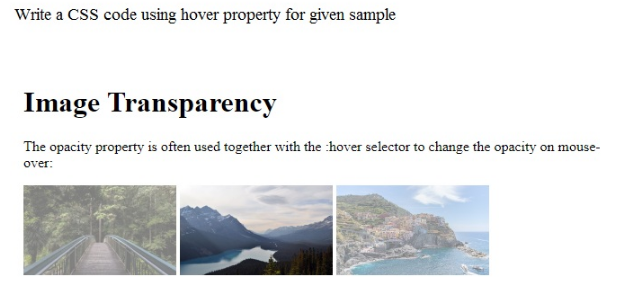 Write a CSS code using hover property for given sample
Image Transparency
The opacity property is often used together with the :hover selector to change the opacity on mouse-
over: